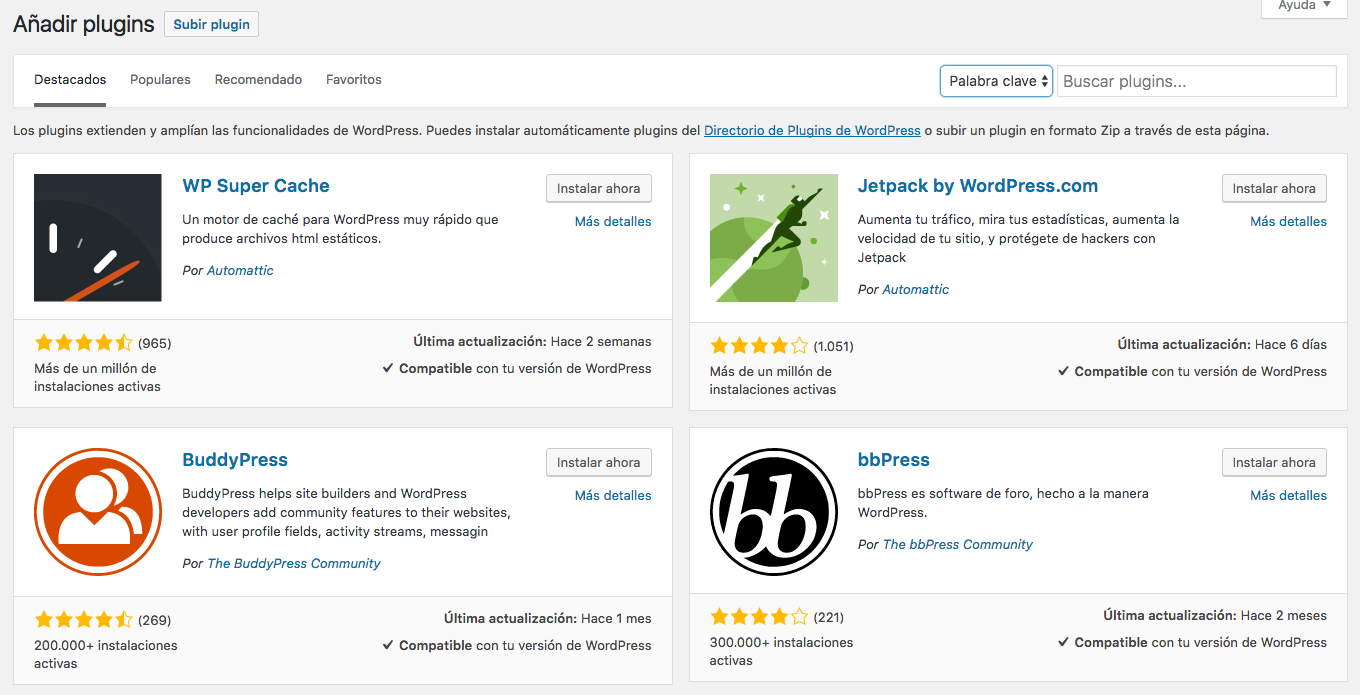 Añadir plugins Subir plugin Ayuda
Destacados Populares Recomendado Favoritos Palabra clave Buscar plugins...
Los plugins extienden y amplían las funcionalidades de WordPress. Puedes instalar automáticamente plugins del Directorio de Plugins de WordPress o subir un plugin en formato Zip a través de esta página.
WP Super Cache
Instalar ahora
Un motor de caché para WordPress muy rápido que
Más detalles
produce archivos html estáticos.
Por Automattic
(965)
Última actualización: Hace 2 semanas
Más de un millón de
instalaciones activas
Compatible con tu versión de WordPress
Jetpack by WordPress.com
Instalar ahora
Aumenta tu tráfico, mira tus estadísticas, aumenta la
Más detalles
velocidad de tu sitio, y protégete de hackers con
Jetpack
Por Automattic
(1.051)
Última actualización: Hace 6 días
Más de un millón de
instalaciones activas
Compatible con tu versión de WordPress
BuddyPress
Instalar ahora
BuddyPress helps site builders and WordPress
Más detalles
developers add community features to their websites,
with user profile fields, activity streams, messagin
Por The BuddyPress Community
(269)
Última actualización: Hace 1 mes
200.000+ instalaciones
activas
Compatible con tu versión de WordPress
bb
bbPress
Instalar ahora
bbPress es software de foro, hecho a la manera
Más detalles
WordPress.
Por The bbPress Community
(221)
Última actualización: Hace 2 meses
300.000+ instalaciones
activas
Compatible con tu versión de WordPress